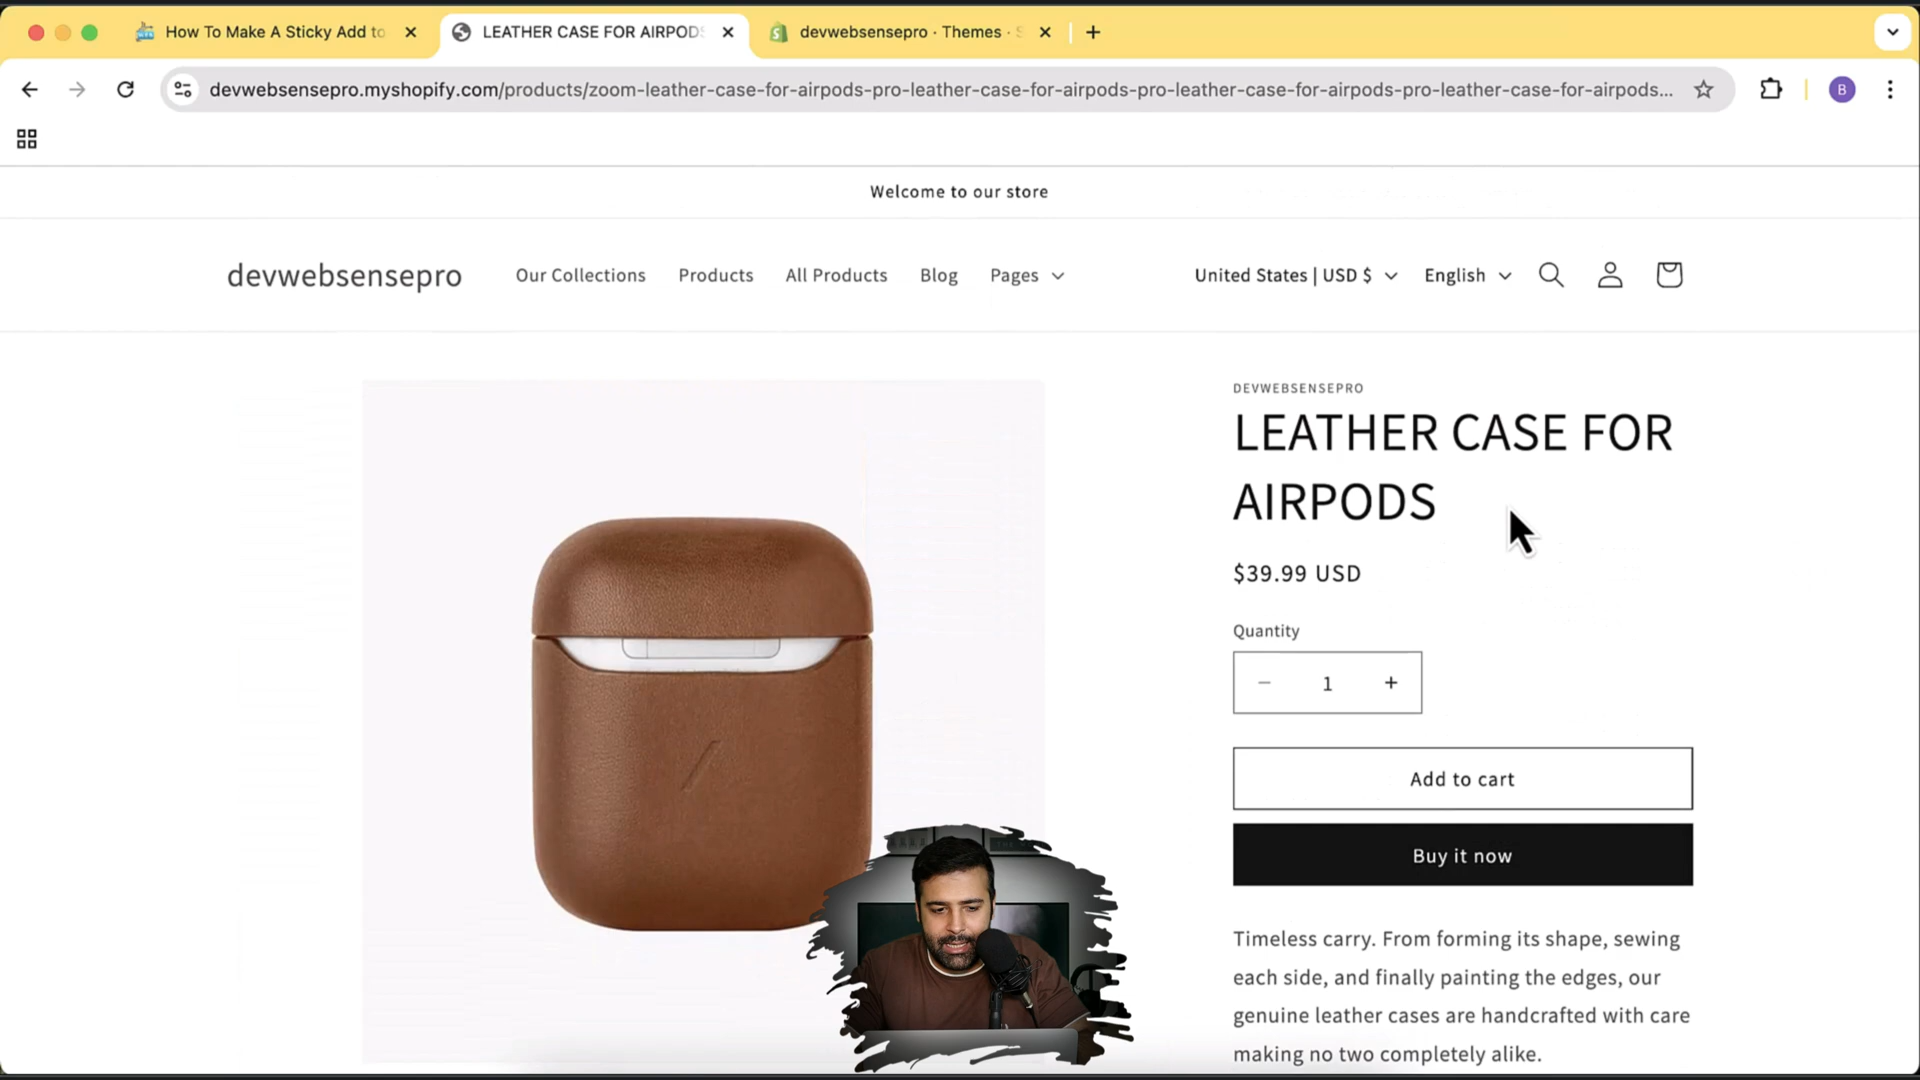 How To Make A Sticky Add to
LEATHER CASE FOR AIRPODS
devwebsensepro · Themes · S
devwebsensepro.myshopify.com/products/zoom-leather-case-for-airpods-pro-leather-case-for-airpods-pro-leather-case-for-airpods-pro-leather-case-for-airpods...
B
Welcome to our store
devwebsensepro
Our Collections
Products
All Products
Blog
Pages
United States | USD $
English
DEVWEBSENSEPRO
LEATHER CASE FOR
AIRPODS
$39.99 USD
Quantity
− 1 +
Add to cart
Buy it now
Timeless carry. From forming its shape, sewing
each side, and finally painting the edges, our
genuine leather cases are handcrafted with care
making no two completely alike.